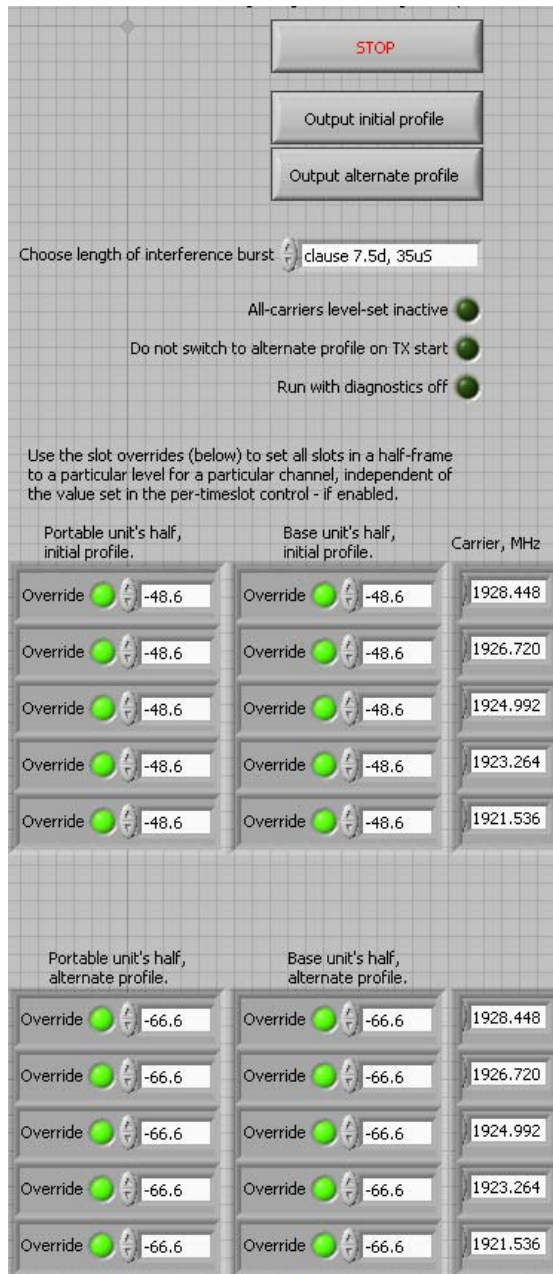 STOP
Output initial profile
Output alternate profile
Choose length of interference burst clause 7.5d, 35uS
All-carriers level-set inactive
Do not switch to alternate profile on TX start
Run with diagnostics off
Use the slot overrides (below) to set all slots in a half-frame
to a particular level for a particular channel, independent of
the value set in the per-timeslot control - if enabled.
Portable unit's half,
initial profile.
Base unit's half,
initial profile.
Carrier, MHz
Override -48.6 Override -48.6 1928.448
Override -48.6 Override -48.6 1926.720
Override -48.6 Override -48.6 1924.992
Override -48.6 Override -48.6 1923.264
Override -48.6 Override -48.6 1921.536
Portable unit's half,
alternate profile.
Base unit's half,
alternate profile.
Override -66.6 Override -66.6 1928.448
Override -66.6 Override -66.6 1926.720
Override -66.6 Override -66.6 1924.992
Override -66.6 Override -66.6 1923.264
Override -66.6 Override -66.6 1921.536